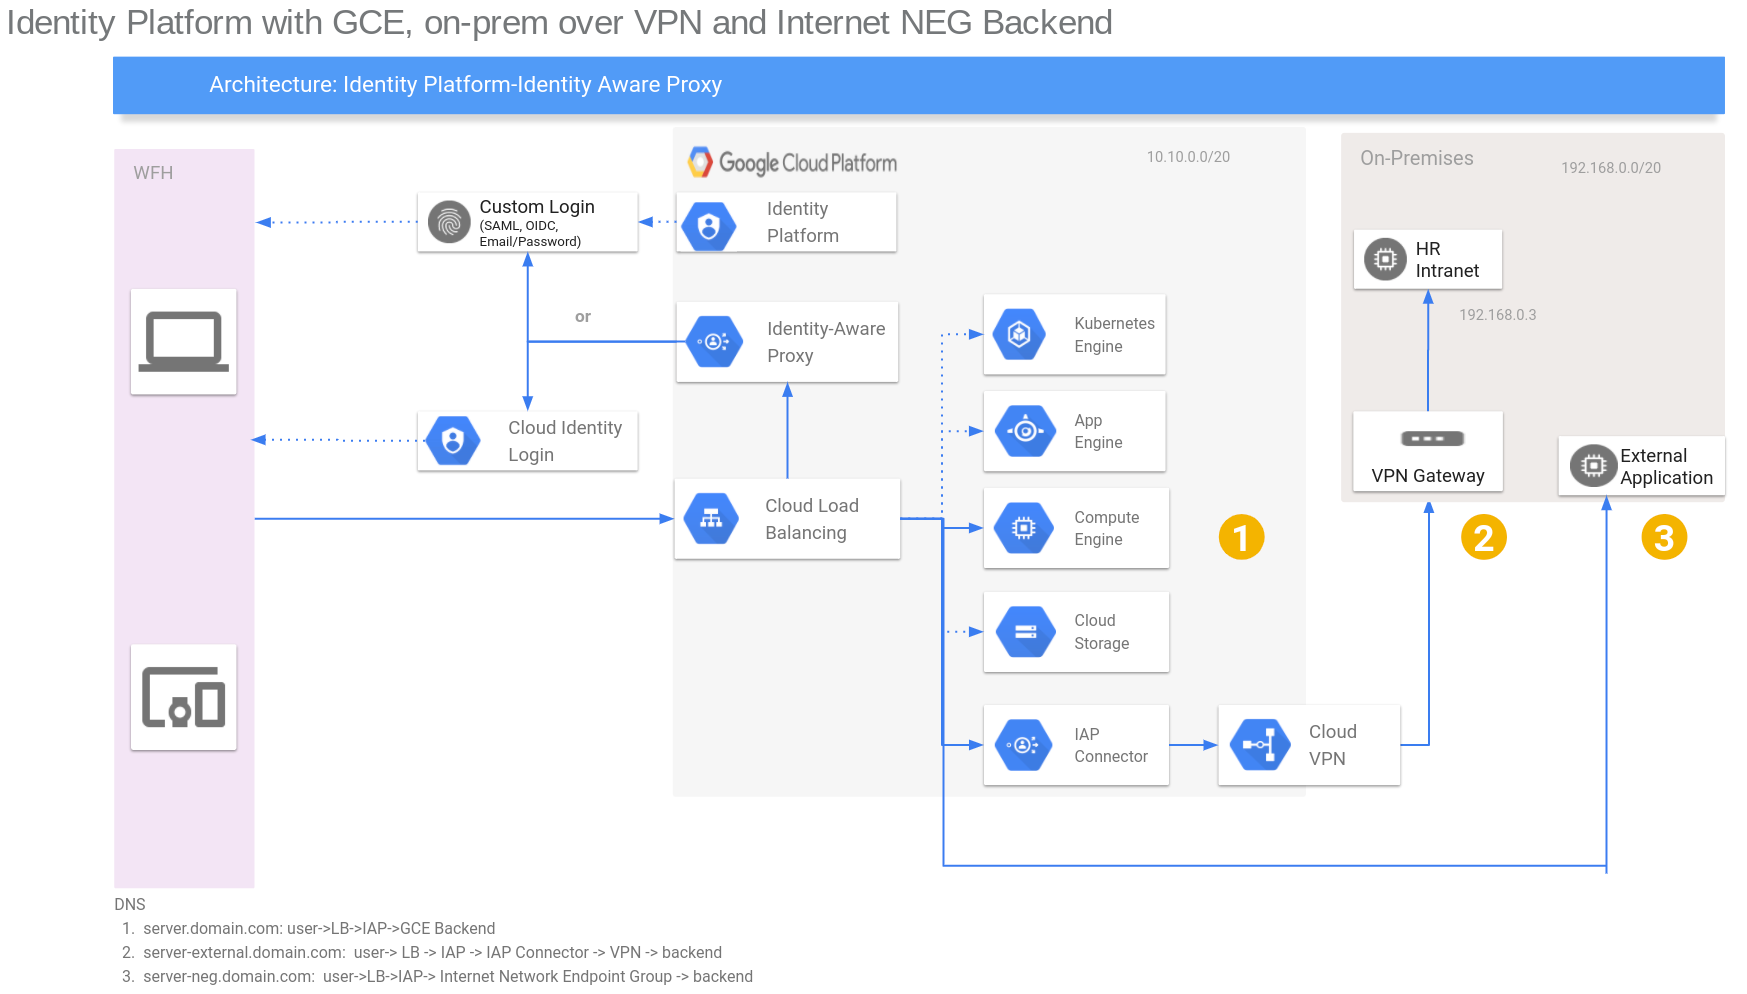 Identity Platform with GCE, on-prem over VPN and Internet NEG Backend
Architecture: Identity Platform-Identity Aware Proxy
WFH
Custom Login
(SAML, OIDC,
Email/Password)
or
Cloud Identity
Login
Google Cloud Platform
10.10.0.0/20
Identity
Platform
Identity-Aware
Proxy
Cloud Load
Balancing
Kubernetes
Engine
App
Engine
Compute
Engine
Cloud
Storage
IAP
Connector
Cloud
VPN
1
On-Premises
192.168.0.0/20
HR
Intranet
192.168.0.3
VPN Gateway
External
Application
2
3
DNS
1. server.domain.com: user->LB->IAP->GCE Backend
2. server-external.domain.com: user-> LB -> IAP -> IAP Connector -> VPN -> backend
3. server-neg.domain.com: user->LB->IAP-> Internet Network Endpoint Group -> backend